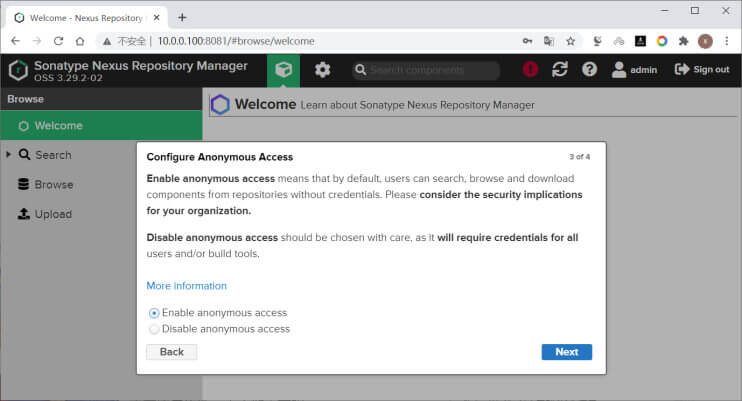 Welcome - Nexus Repository
不安全 | 10.0.0.100:8081/#browse/welcome
Sonatype Nexus Repository Manager
OSS 3.29.2-02
Search components
admin
Sign out
Browse
Welcome
Learn about Sonatype Nexus Repository Manager
Welcome
Search
Browse
Upload
Configure Anonymous Access
3 of 4
Enable anonymous access means that by default, users can search, browse and download
components from repositories without credentials. Please consider the security implications
for your organization.
Disable anonymous access should be chosen with care, as it will require credentials for all
users and/or build tools.
More information
Enable anonymous access
Disable anonymous access
Back
Next